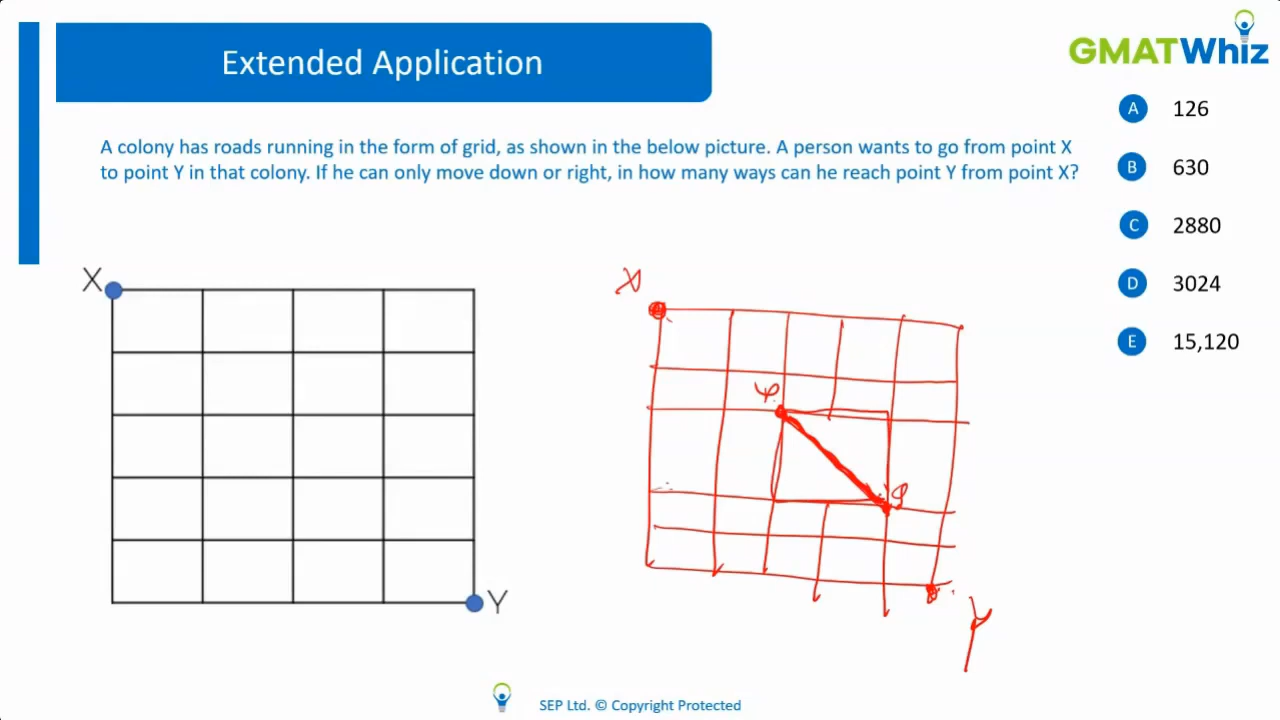 Extended Application
GMATWhiz
A colony has roads running in the form of grid, as shown in the below picture. A person wants to go from point X
to point Y in that colony. If he can only move down or right, in how many ways can he reach point Y from point X?
A 126
B 630
C 2880
D 3024
E 15,120
X
Y
X
Y
SEP Ltd. © Copyright Protected